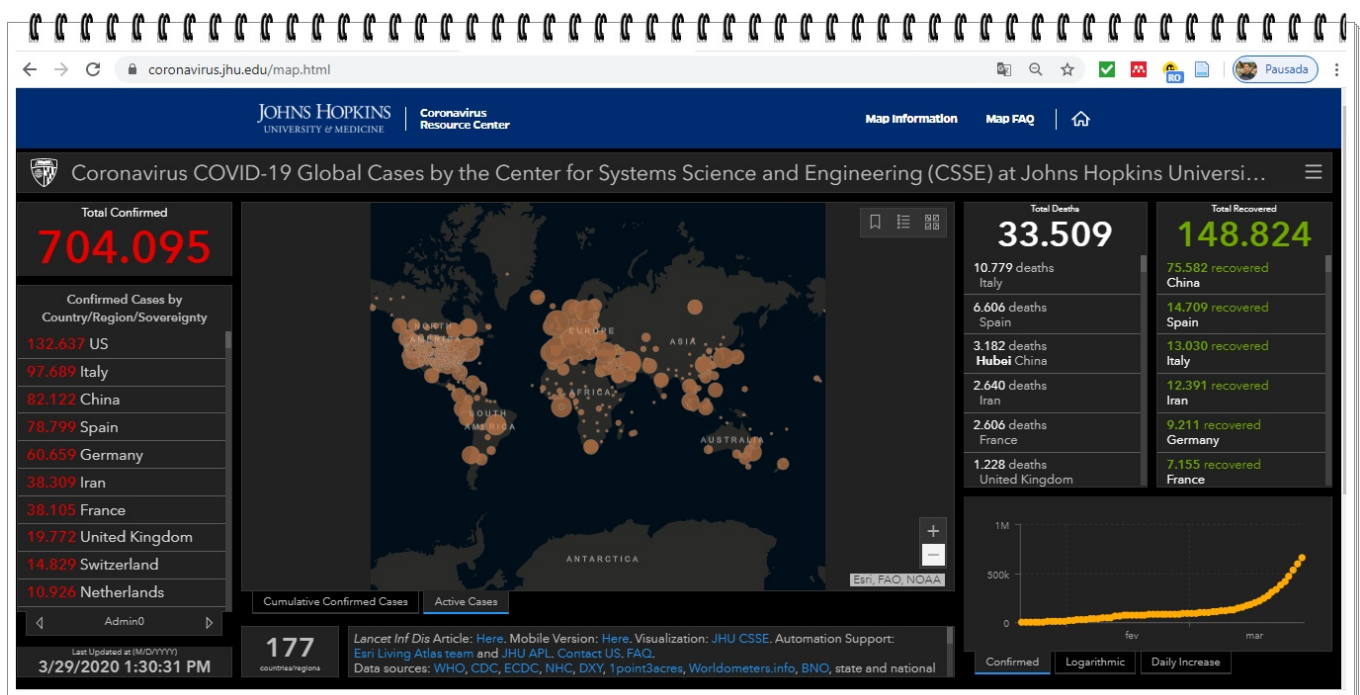 coronavirus.jhu.edu/map.html
RO
Pausada
JOHNS HOPKINS
UNIVERSITY & MEDICINE
Coronavirus
Resource Center
Map Information
Map FAQ
Coronavirus COVID-19 Global Cases by the Center for Systems Science and Engineering (CSSE) at Johns Hopkins Universi...
Total Confirmed
704.095
Confirmed Cases by
Country/Region/Sovereignty
132.637 US
97.689 Italy
82.122 China
78.799 Spain
60.659 Germany
38.309 Iran
38.105 France
19.772 United Kingdom
14.829 Switzerland
10.926 Netherlands
Admin0
Last Updated at (M/D/YYYY)
3/29/2020 1:30:31 PM
NORTH
AMERICA
EUROPE
ASIA
AFRICA
SOUTH
AMERICA
AUSTRALIA
ANTARCTICA
Esri, FAO, NOAA
Cumulative Confirmed Cases
Active Cases
177
countries/regions
Lancet Inf Dis Article: Here. Mobile Version: Here. Visualization: JHU CSSE. Automation Support:
Esri Living Atlas team and JHU APL. Contact US. FAQ.
Data sources: WHO, CDC, ECDC, NHC, DXY, 1point3acres, Worldometers.info, BNO, state and national
Total Deaths
33.509
10.779 deaths
Italy
6.606 deaths
Spain
3.182 deaths
Hubei China
2.640 deaths
Iran
2.606 deaths
France
1.228 deaths
United Kingdom
Total Recovered
148.824
75.582 recovered
China
14.709 recovered
Spain
13.030 recovered
Italy
12.391 recovered
Iran
9.211 recovered
Germany
7.155 recovered
France
1M
500k
0
fev
mar
Confirmed
Logarithmic
Daily Increase